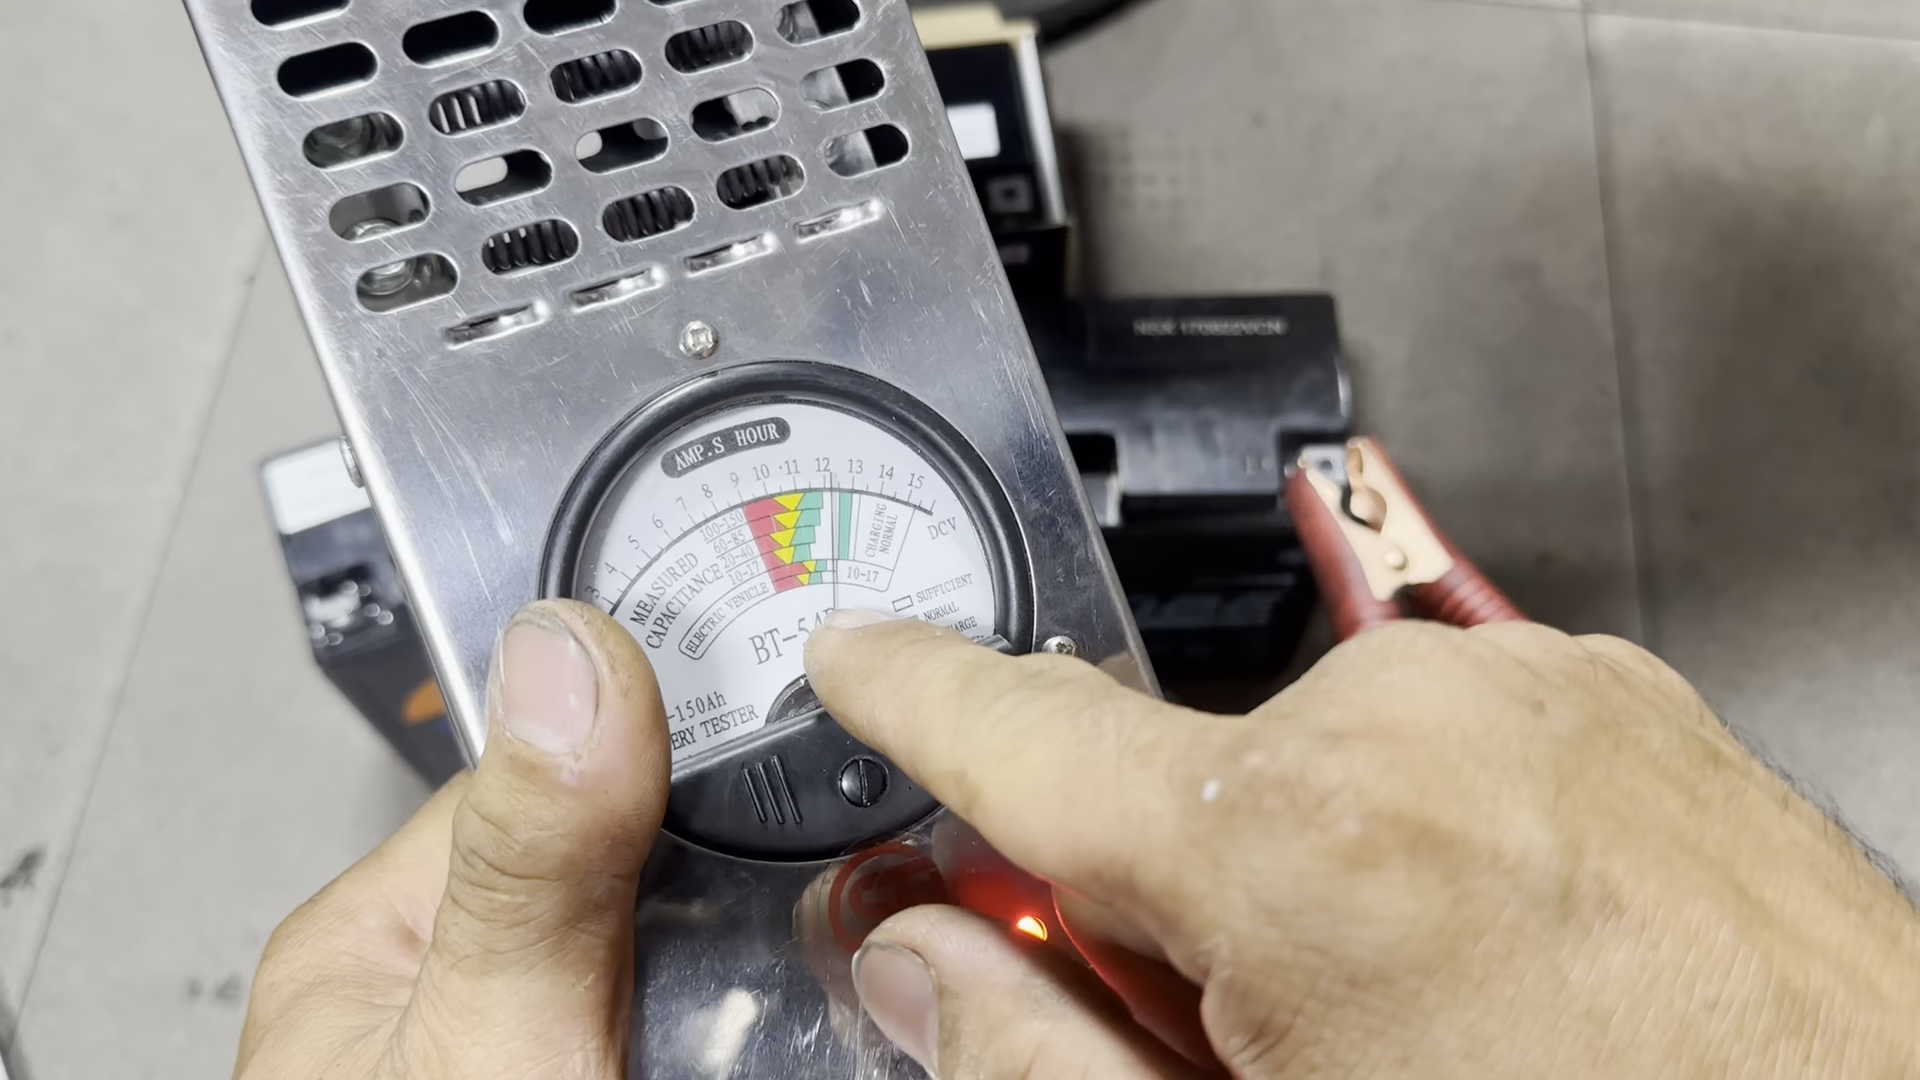 AMP.S HOUR
3 4 5 6 7 8 9 10 11 12 13 14 15
DCV
MEASURED
CAPACITANCE
100-150
60-85
20-40
10-17
ELECTRIC VENICLE
CHARGING
NORMAL
10-17
SUFFICIENT
NORMAL
BT-54
-150Ah
ERY TESTER